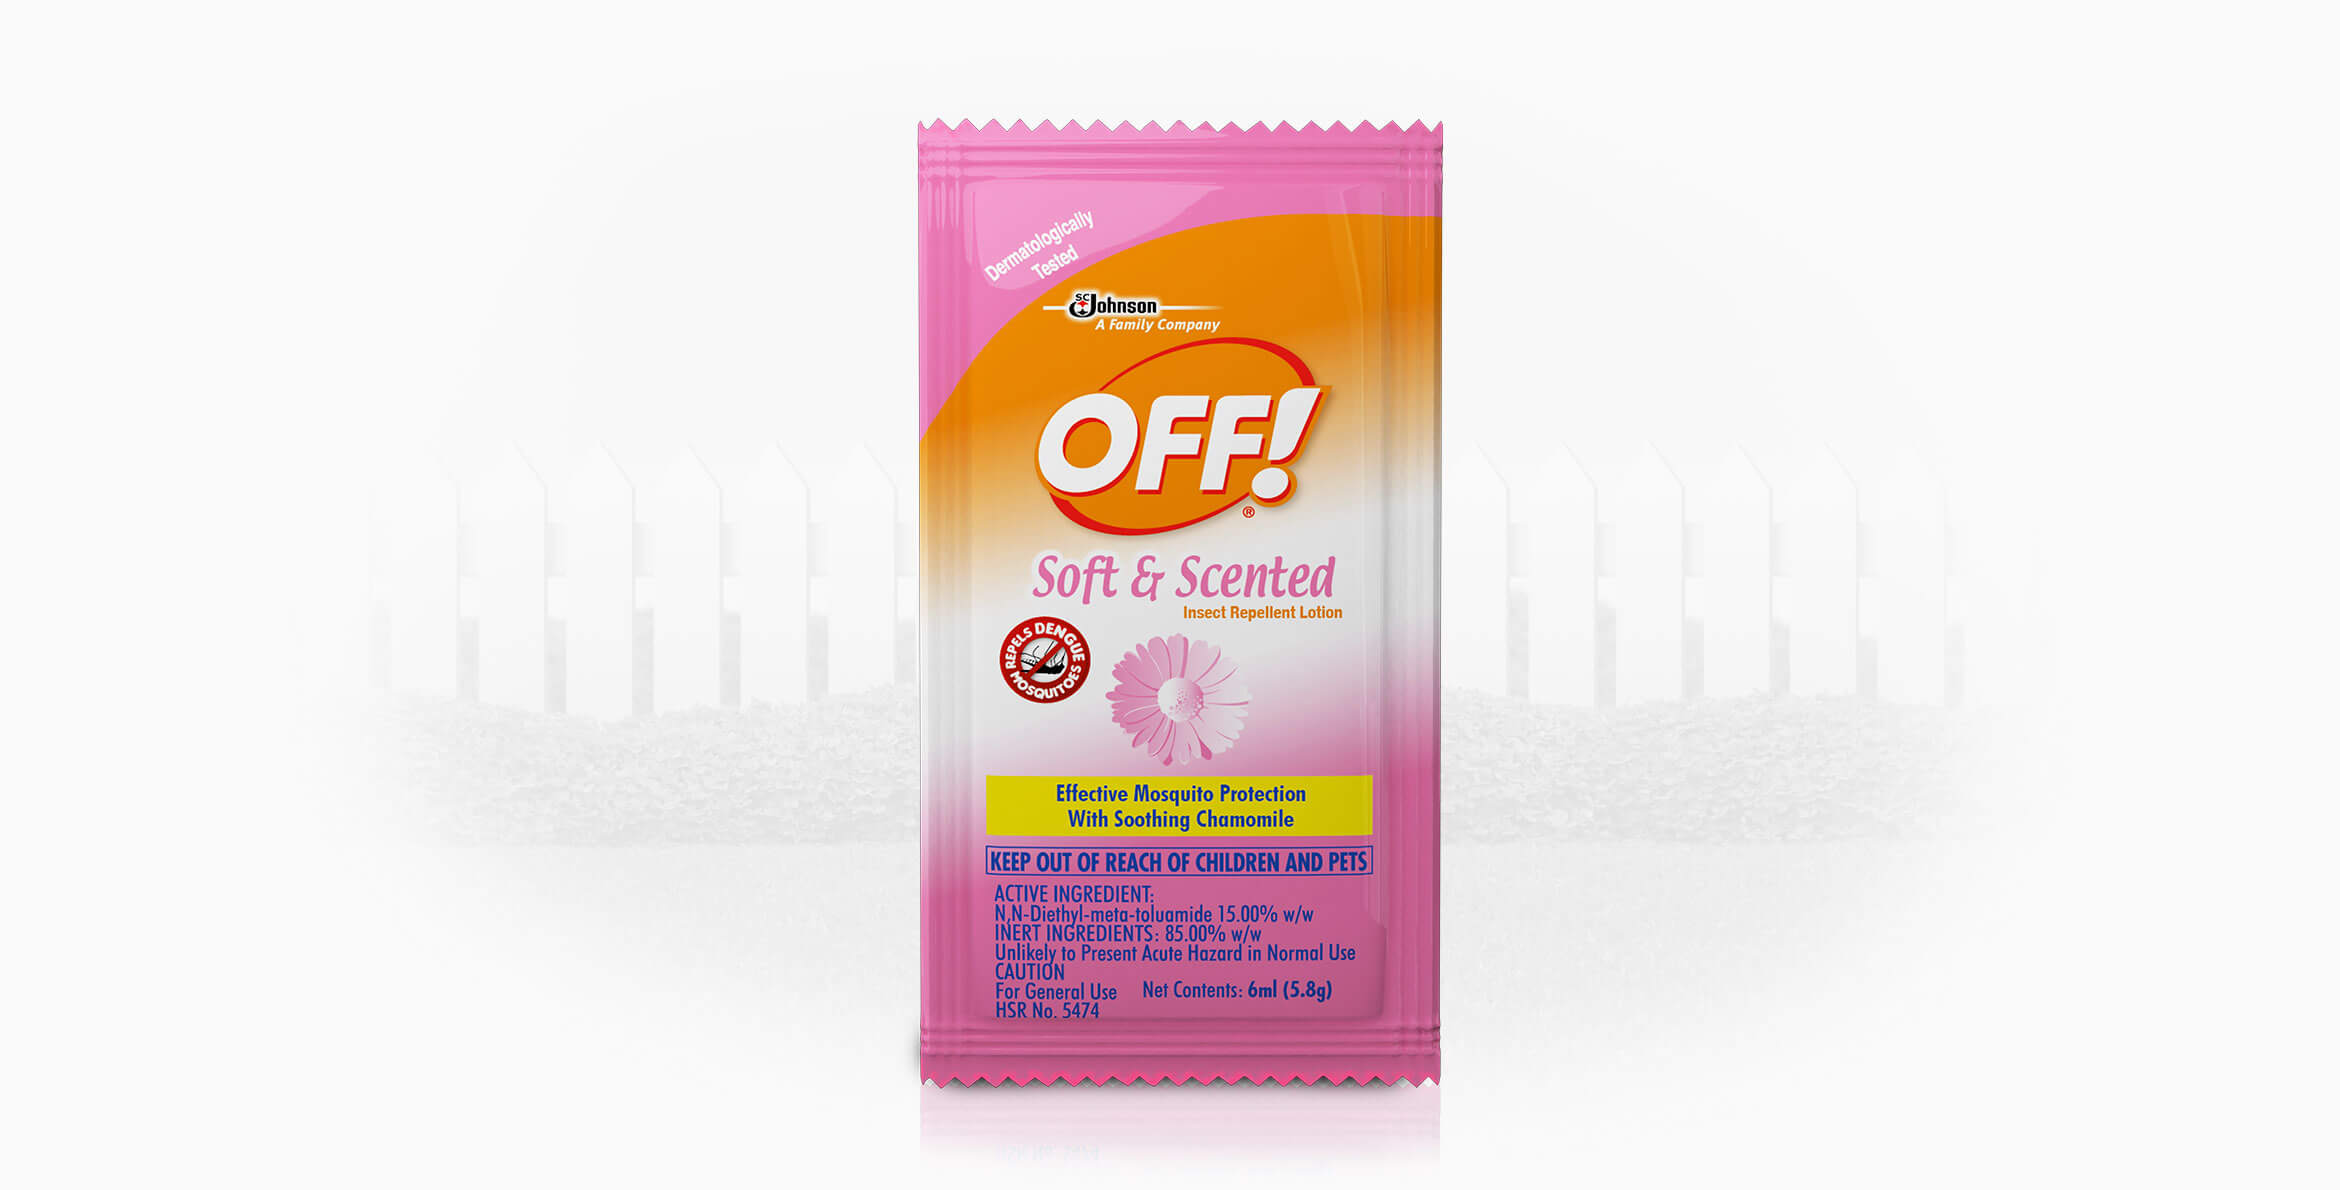 Dermatologically
Tested
SC Johnson
A Family Company
OFF!
®
Soft & Scented
Insect Repellent Lotion
REPELS DENGUE
MOSQUITOES
Effective Mosquito Protection
With Soothing Chamomile
KEEP OUT OF REACH OF CHILDREN AND PETS
ACTIVE INGREDIENT:
N,N-Diethyl-meta-toluamide 15.00% w/w
INERT INGREDIENTS: 85.00% w/w
Unlikely to Present Acute Hazard in Normal Use
CAUTION
For General Use Net Contents: 6ml (5.8g)
HSR No. 5474